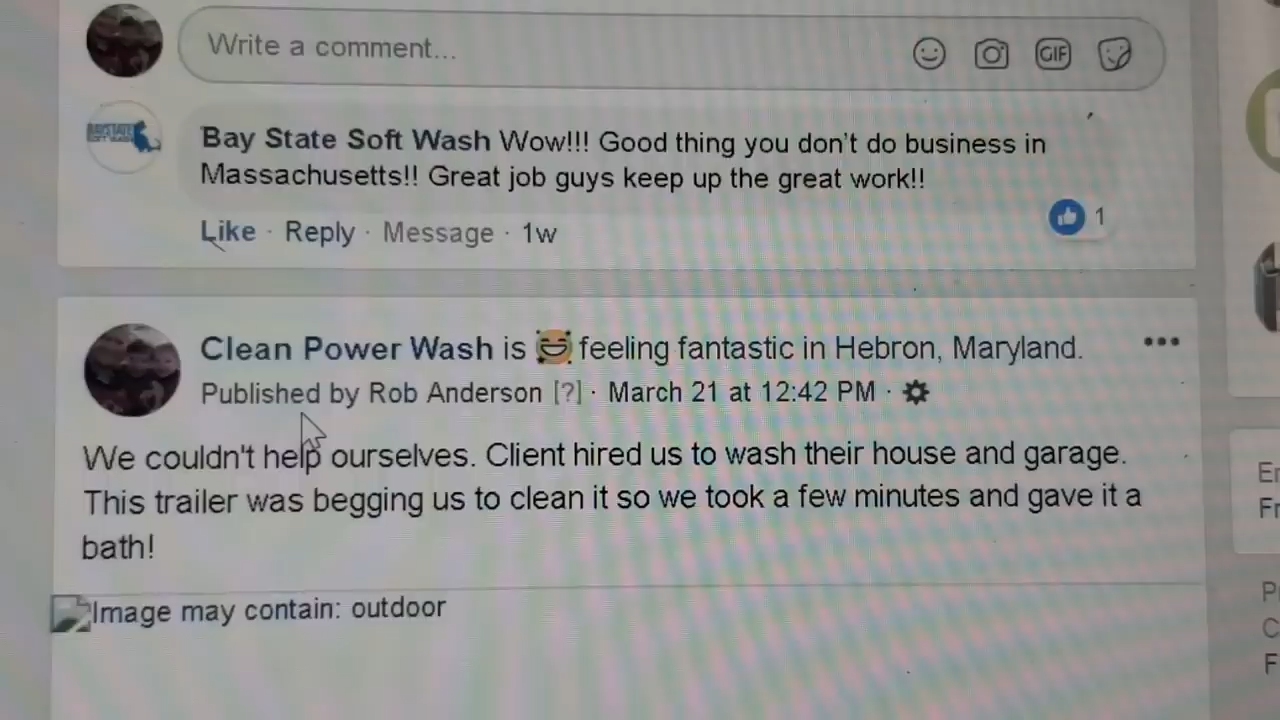 Write a comment...
GIF
BAYSTATE
Bay State Soft Wash Wow!!! Good thing you don't do business in
Massachusetts!! Great job guys keep up the great work!!
1
Like · Reply · Message · 1w
Clean Power Wash is 😆 feeling fantastic in Hebron, Maryland.
Published by Rob Anderson [?] · March 21 at 12:42 PM ·
We couldn't help ourselves. Client hired us to wash their house and garage.
This trailer was begging us to clean it so we took a few minutes and gave it a
bath!
Image may contain: outdoor